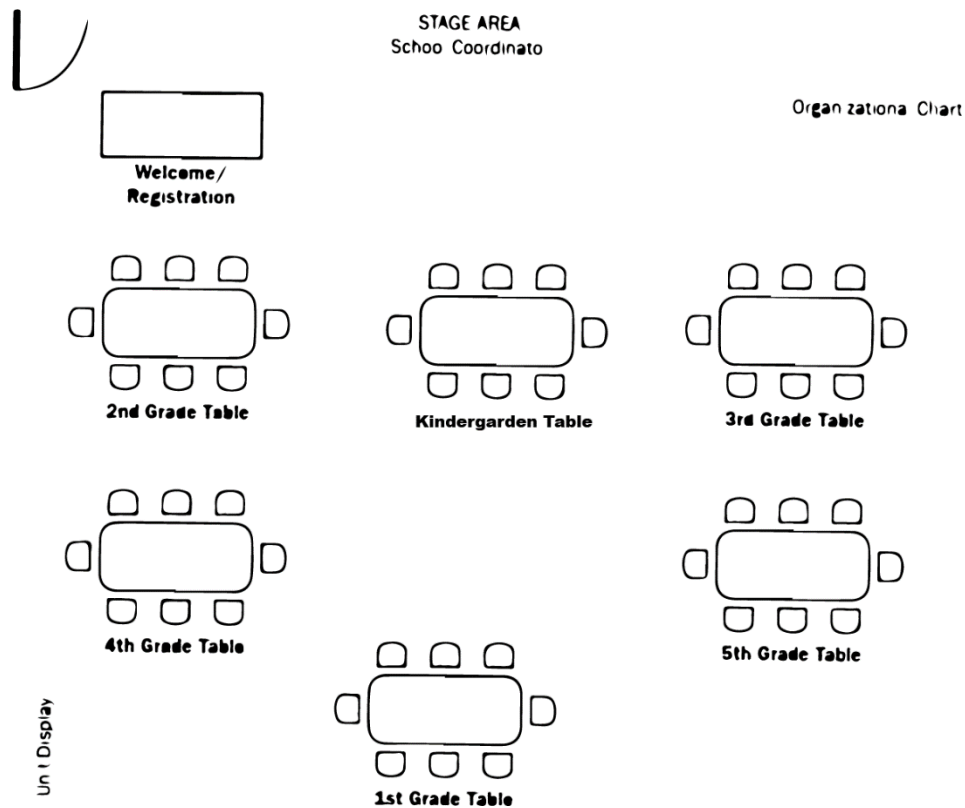 STAGE AREA
Schoo Coordinato
Organ zationa Chart
Welcome/
Registration
2nd Grade Table
Kindergarden Table
3rd Grade Table
4th Grade Table
5th Grade Table
Un t Display
1st Grade Table